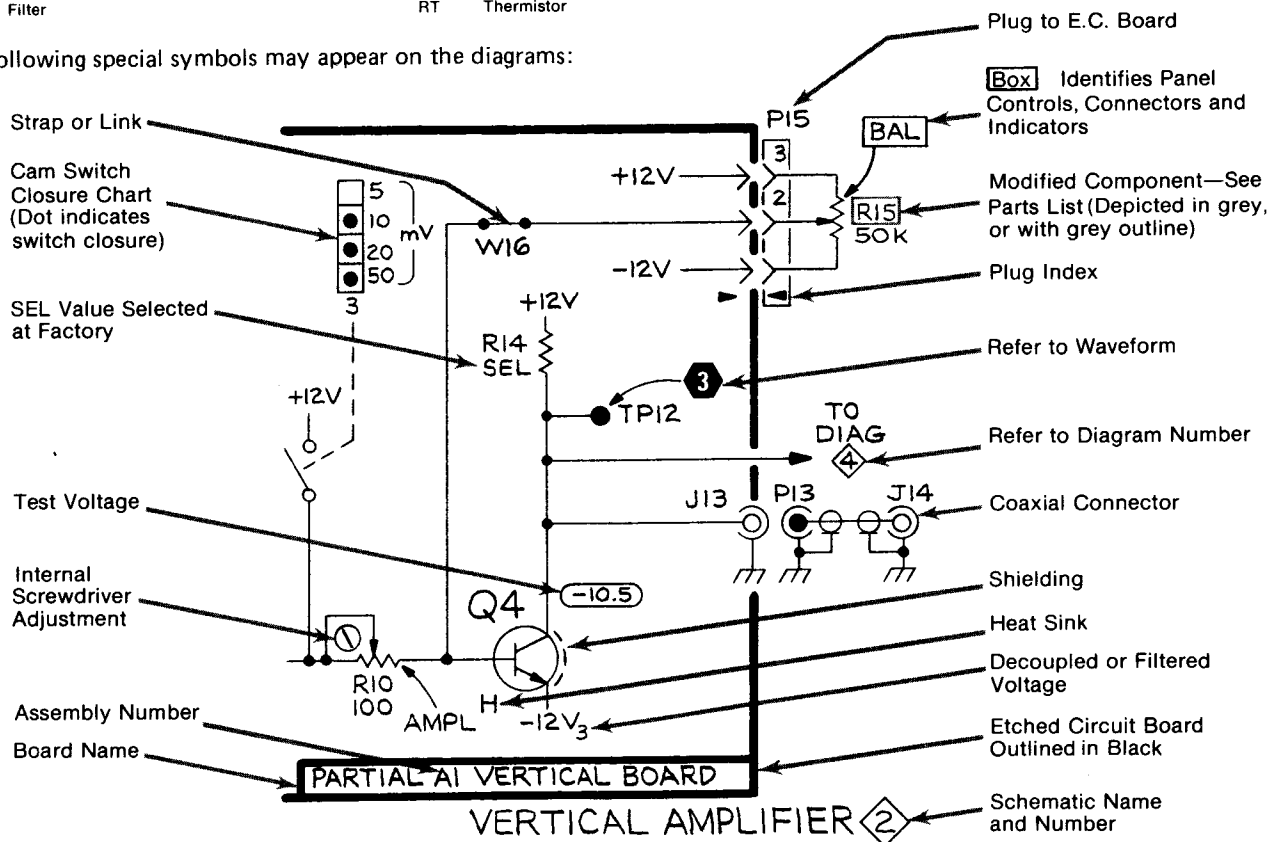 Filter
RT Thermistor
ollowing special symbols may appear on the diagrams:
Strap or Link
Cam Switch
Closure Chart
(Dot indicates
switch closure)
SEL Value Selected
at Factory
Test Voltage
Internal
Screwdriver
Adjustment
Assembly Number
Board Name
5
10
20
50
mV
3
+12V
W16
+12V
R14
SEL
TP12
3
+12V
-12V
P15
3
2
BAL
R15
50K
TO
DIAG
4
J13
P13
J14
-10.5
Q4
R10
100
AMPL
H
-12V3
PARTIAL A1 VERTICAL BOARD
VERTICAL AMPLIFIER 2
Plug to E.C. Board
Box Identifies Panel
Controls, Connectors and
Indicators
Modified Component—See
Parts List (Depicted in grey,
or with grey outline)
Plug Index
Refer to Waveform
Refer to Diagram Number
Coaxial Connector
Shielding
Heat Sink
Decoupled or Filtered
Voltage
Etched Circuit Board
Outlined in Black
Schematic Name
and Number